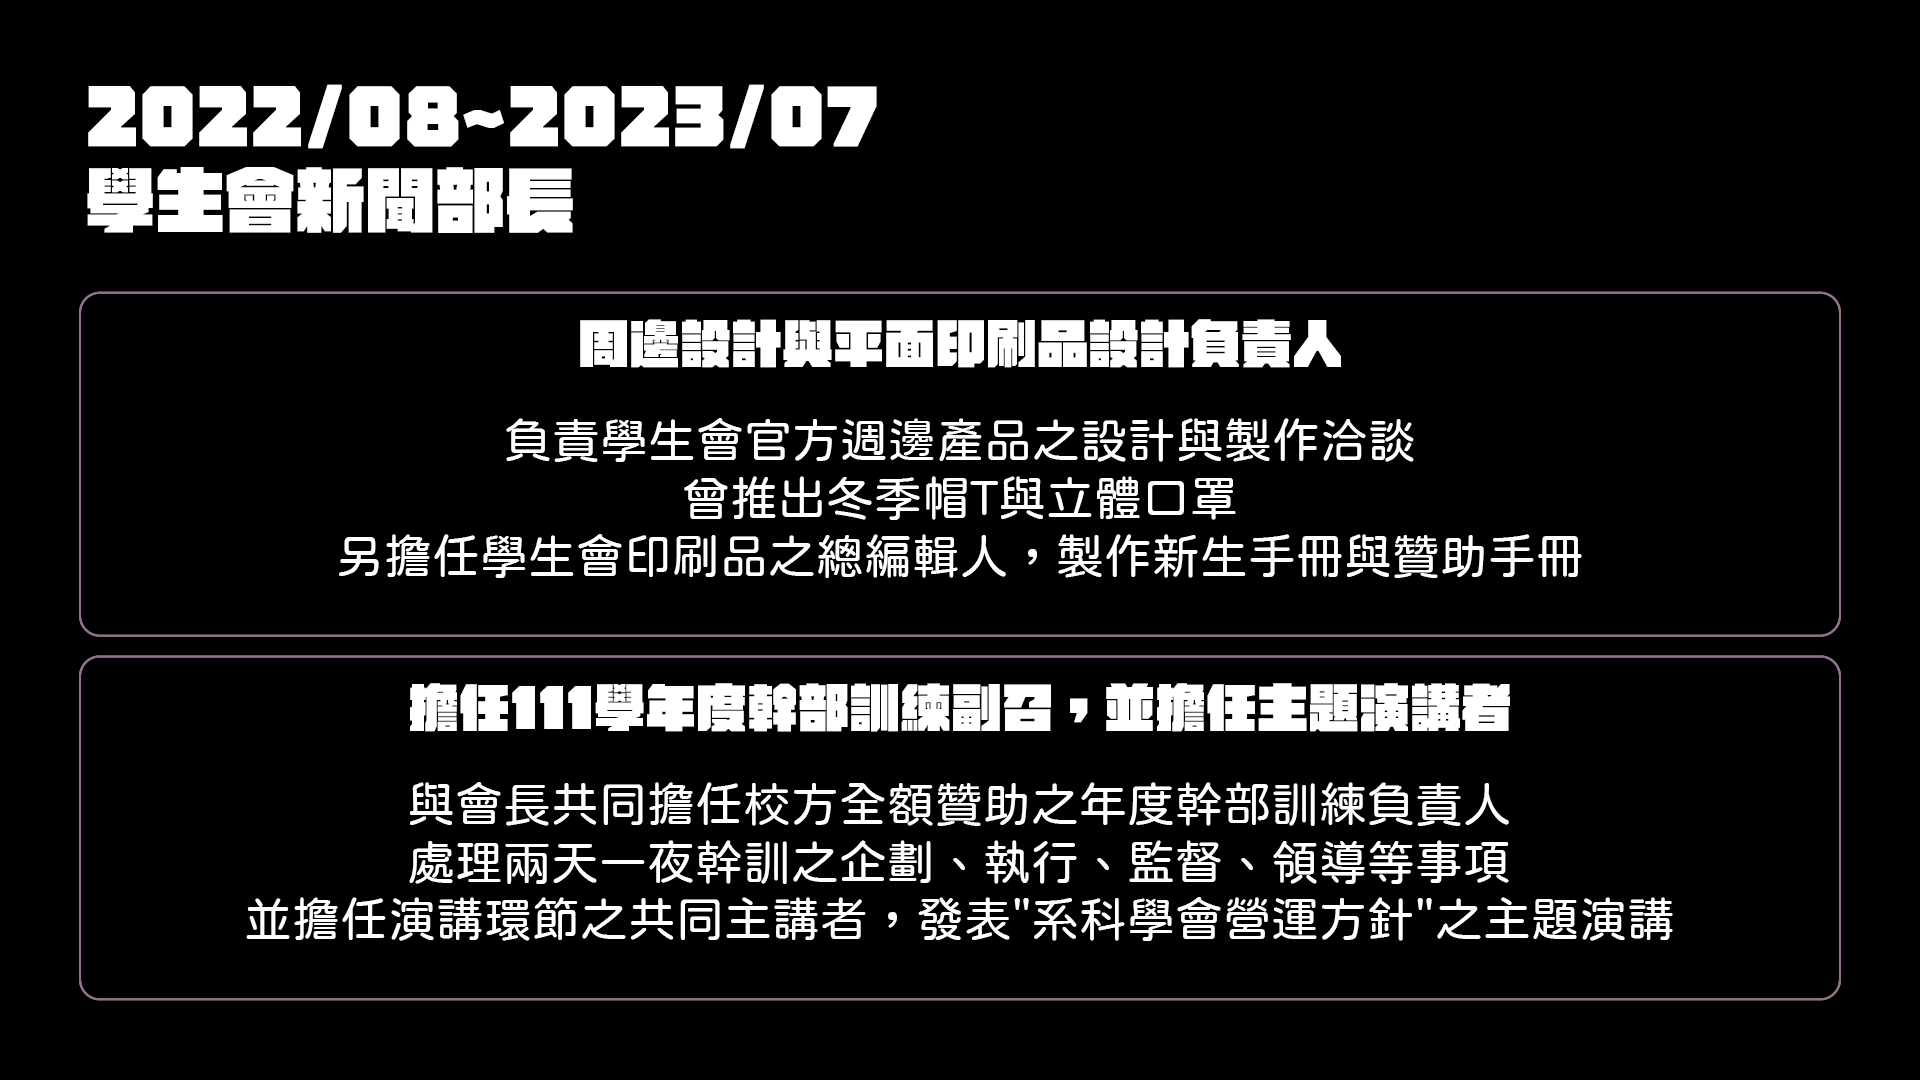 2022/08~2023/07
學生會新聞部長
周邊設計與平面印刷品設計負責人
負責學生會官方週邊產品之設計與製作洽談
曾推出冬季帽T與立體口罩
另擔任學生會印刷品之總編輯人，製作新生手冊與贊助手冊
擔任111學年度幹部訓練副召，並擔任主題演講者
與會長共同擔任校方全額贊助之年度幹部訓練負責人
處理兩天一夜幹訓之企劃、執行、監督、領導等事項
並擔任演講環節之共同主講者，發表"系科學會營運方針"之主題演講